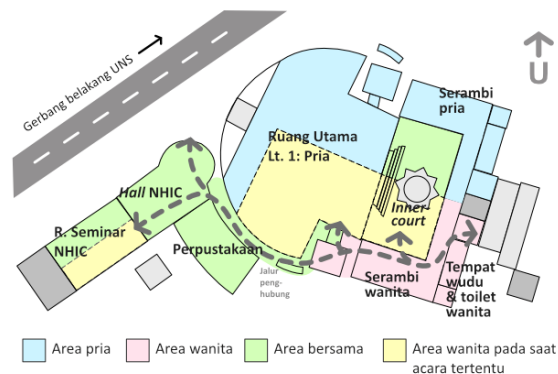 Gerbang belakang UNS
U
Serambi
pria
Ruang Utama
Lt. 1: Pria
Hall NHIC
Inner-
court
R. Seminar
NHIC
Perpustakaan
Jalur
peng-
hubung
Serambi
wanita
Tempat
wudu
& toilet
wanita
Area pria
Area wanita
Area bersama
Area wanita pada saat
acara tertentu